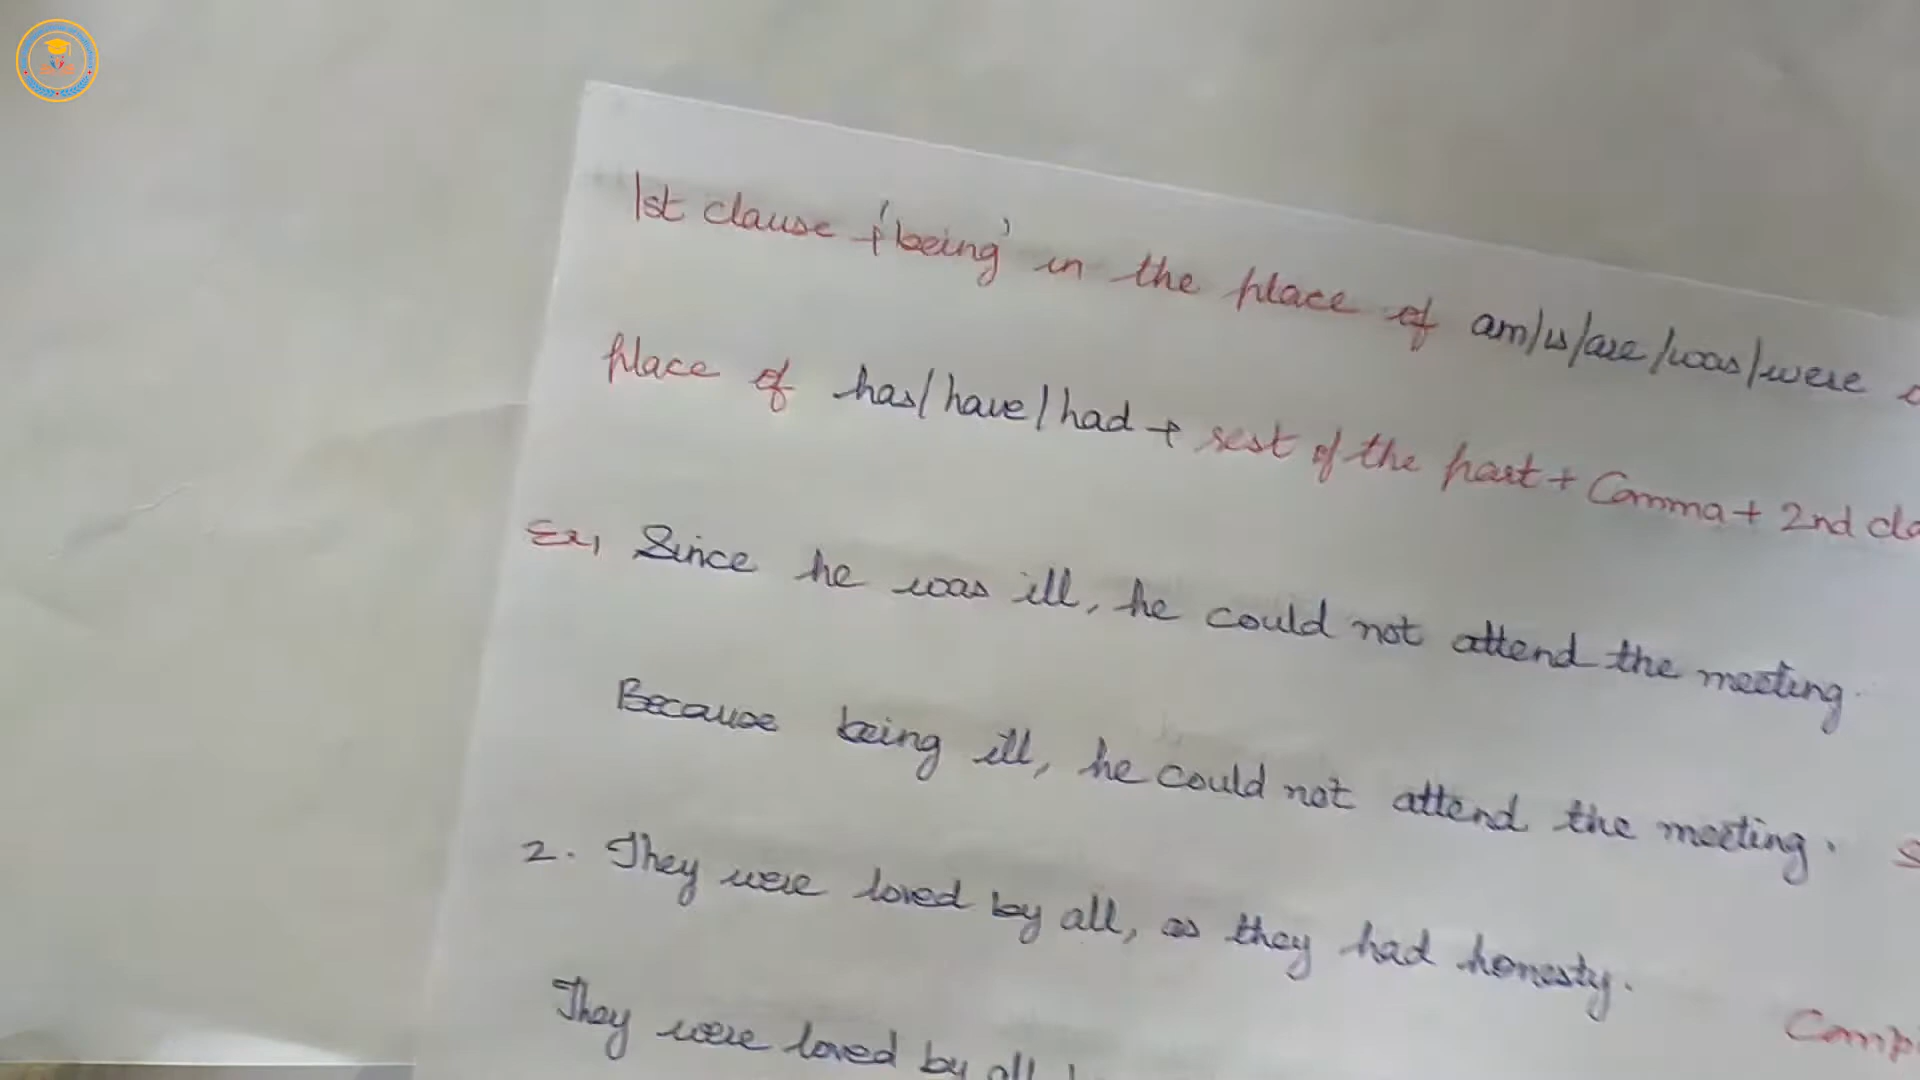 1st clause + 'being' in the place of am/is/are/was/were
place of has/have/had + rest of the part + Comma + 2nd
Ex, Since he was ill, he could not attend the meeting.
Because being ill, he could not attend the meeting.
2. They were loved by all, as they had honesty.
They were loved by all